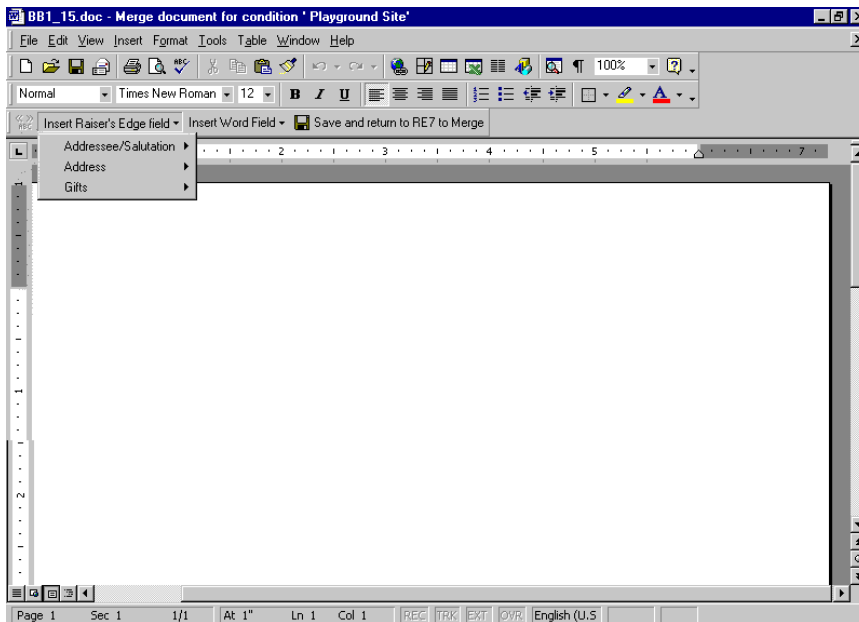 BB1_15.doc - Merge document for condition ' Playground Site'
File Edit View Insert Format Tools Table Window Help
ABC 100%
Normal Times New Roman 12 B I U A
ABC Insert Raiser's Edge field Insert Word Field Save and return to RE7 to Merge
Addressee/Salutation
Address
Gifts
2 3 4 5 7
1
2
Page 1 Sec 1 1/1 At 1" Ln 1 Col 1 REC TRK EXT OVR English (U.S